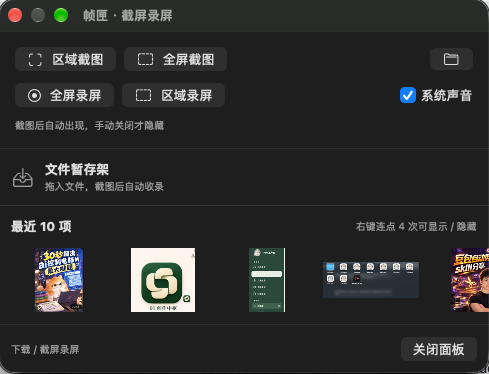 帧匣 · 截屏录屏
区域截图
全屏截图
全屏录屏
区域录屏
系统声音
截图后自动出现，手动关闭才隐藏
文件暂存架
拖入文件，截图后自动收录
最近 10 项
右键连点 4 次可显示 / 隐藏
下载 / 截屏录屏
关闭面板